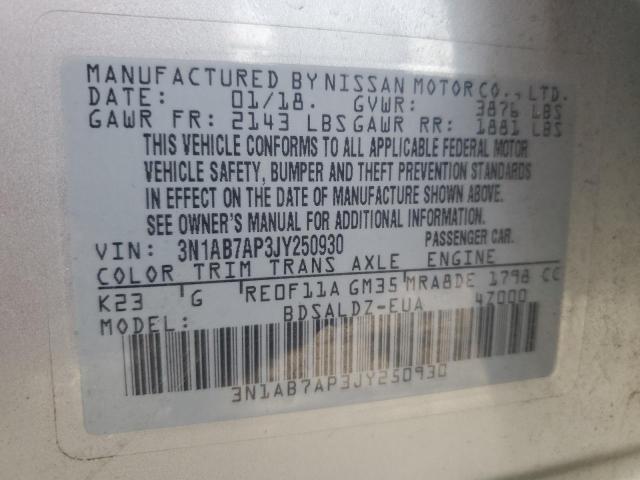 MANUFACTURED BY NISSAN MOTOR CO., LTD.
DATE: 01/18. GVWR: 3876 LBS
GAWR FR: 2143 LBS GAWR RR: 1881 LBS
THIS VEHICLE CONFORMS TO ALL APPLICABLE FEDERAL MOTOR
VEHICLE SAFETY, BUMPER AND THEFT PREVENTION STANDARDS
IN EFFECT ON THE DATE OF MANUFACTURE SHOWN ABOVE.
SEE OWNER'S MANUAL FOR ADDITIONAL INFORMATION.
VIN: 3N1AB7AP3JY250930 PASSENGER CAR.
COLOR TRIM TRANS AXLE ENGINE
K23 G RE0F11A GM35 MRA8DE 1798 CC
MODEL: BDSALDZ-EUA 47000
3N1AB7AP3JY250930